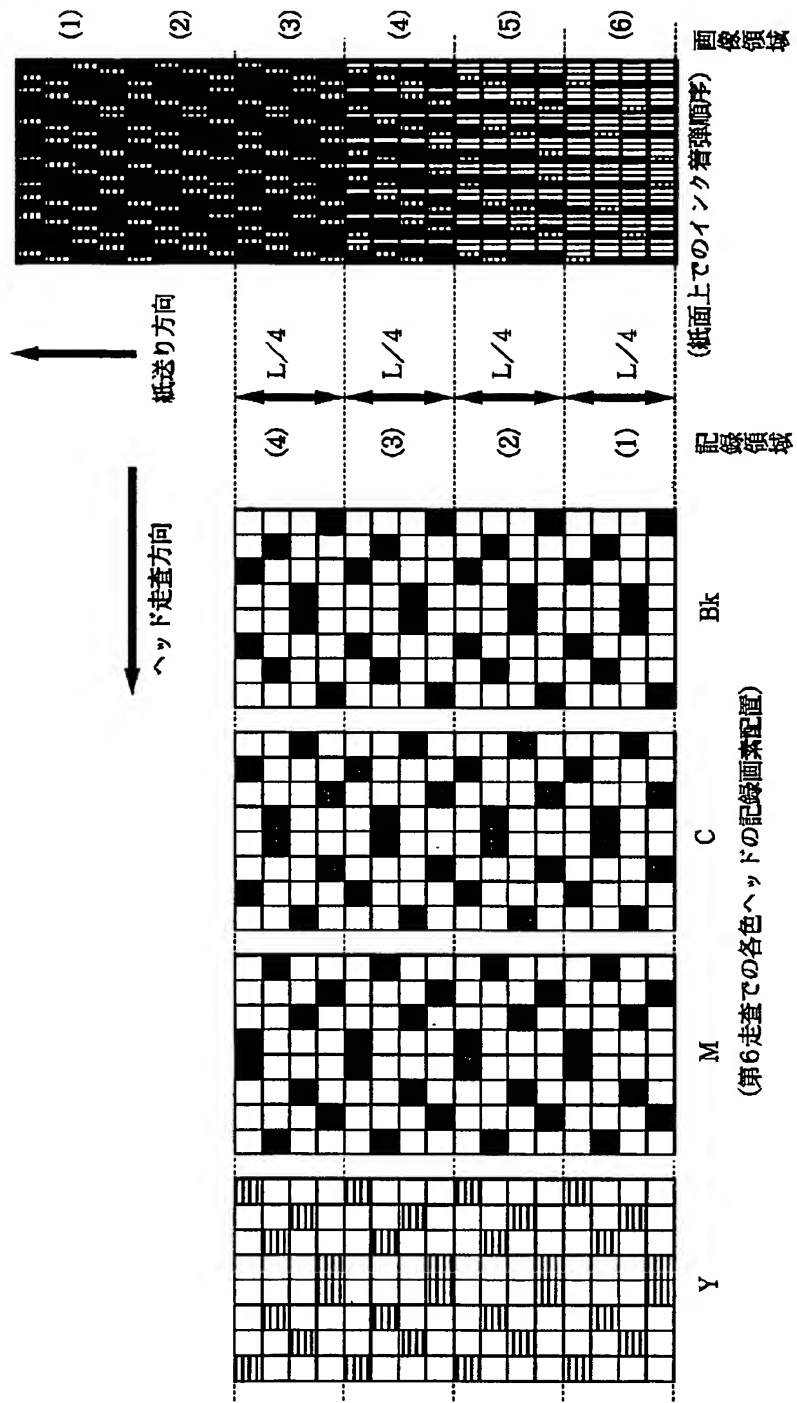 (1)
(2)
(3)
(4)
(5)
(6)
画像領域
(紙面上でのインク着弾順序)
紙送り方向
L/4
L/4
L/4
L/4
(4)
(3)
(2)
(1)
記録領域
ヘッド走査方向
Bk
C
M
Y
(第6走査での各色ヘッドの記録画素配置)